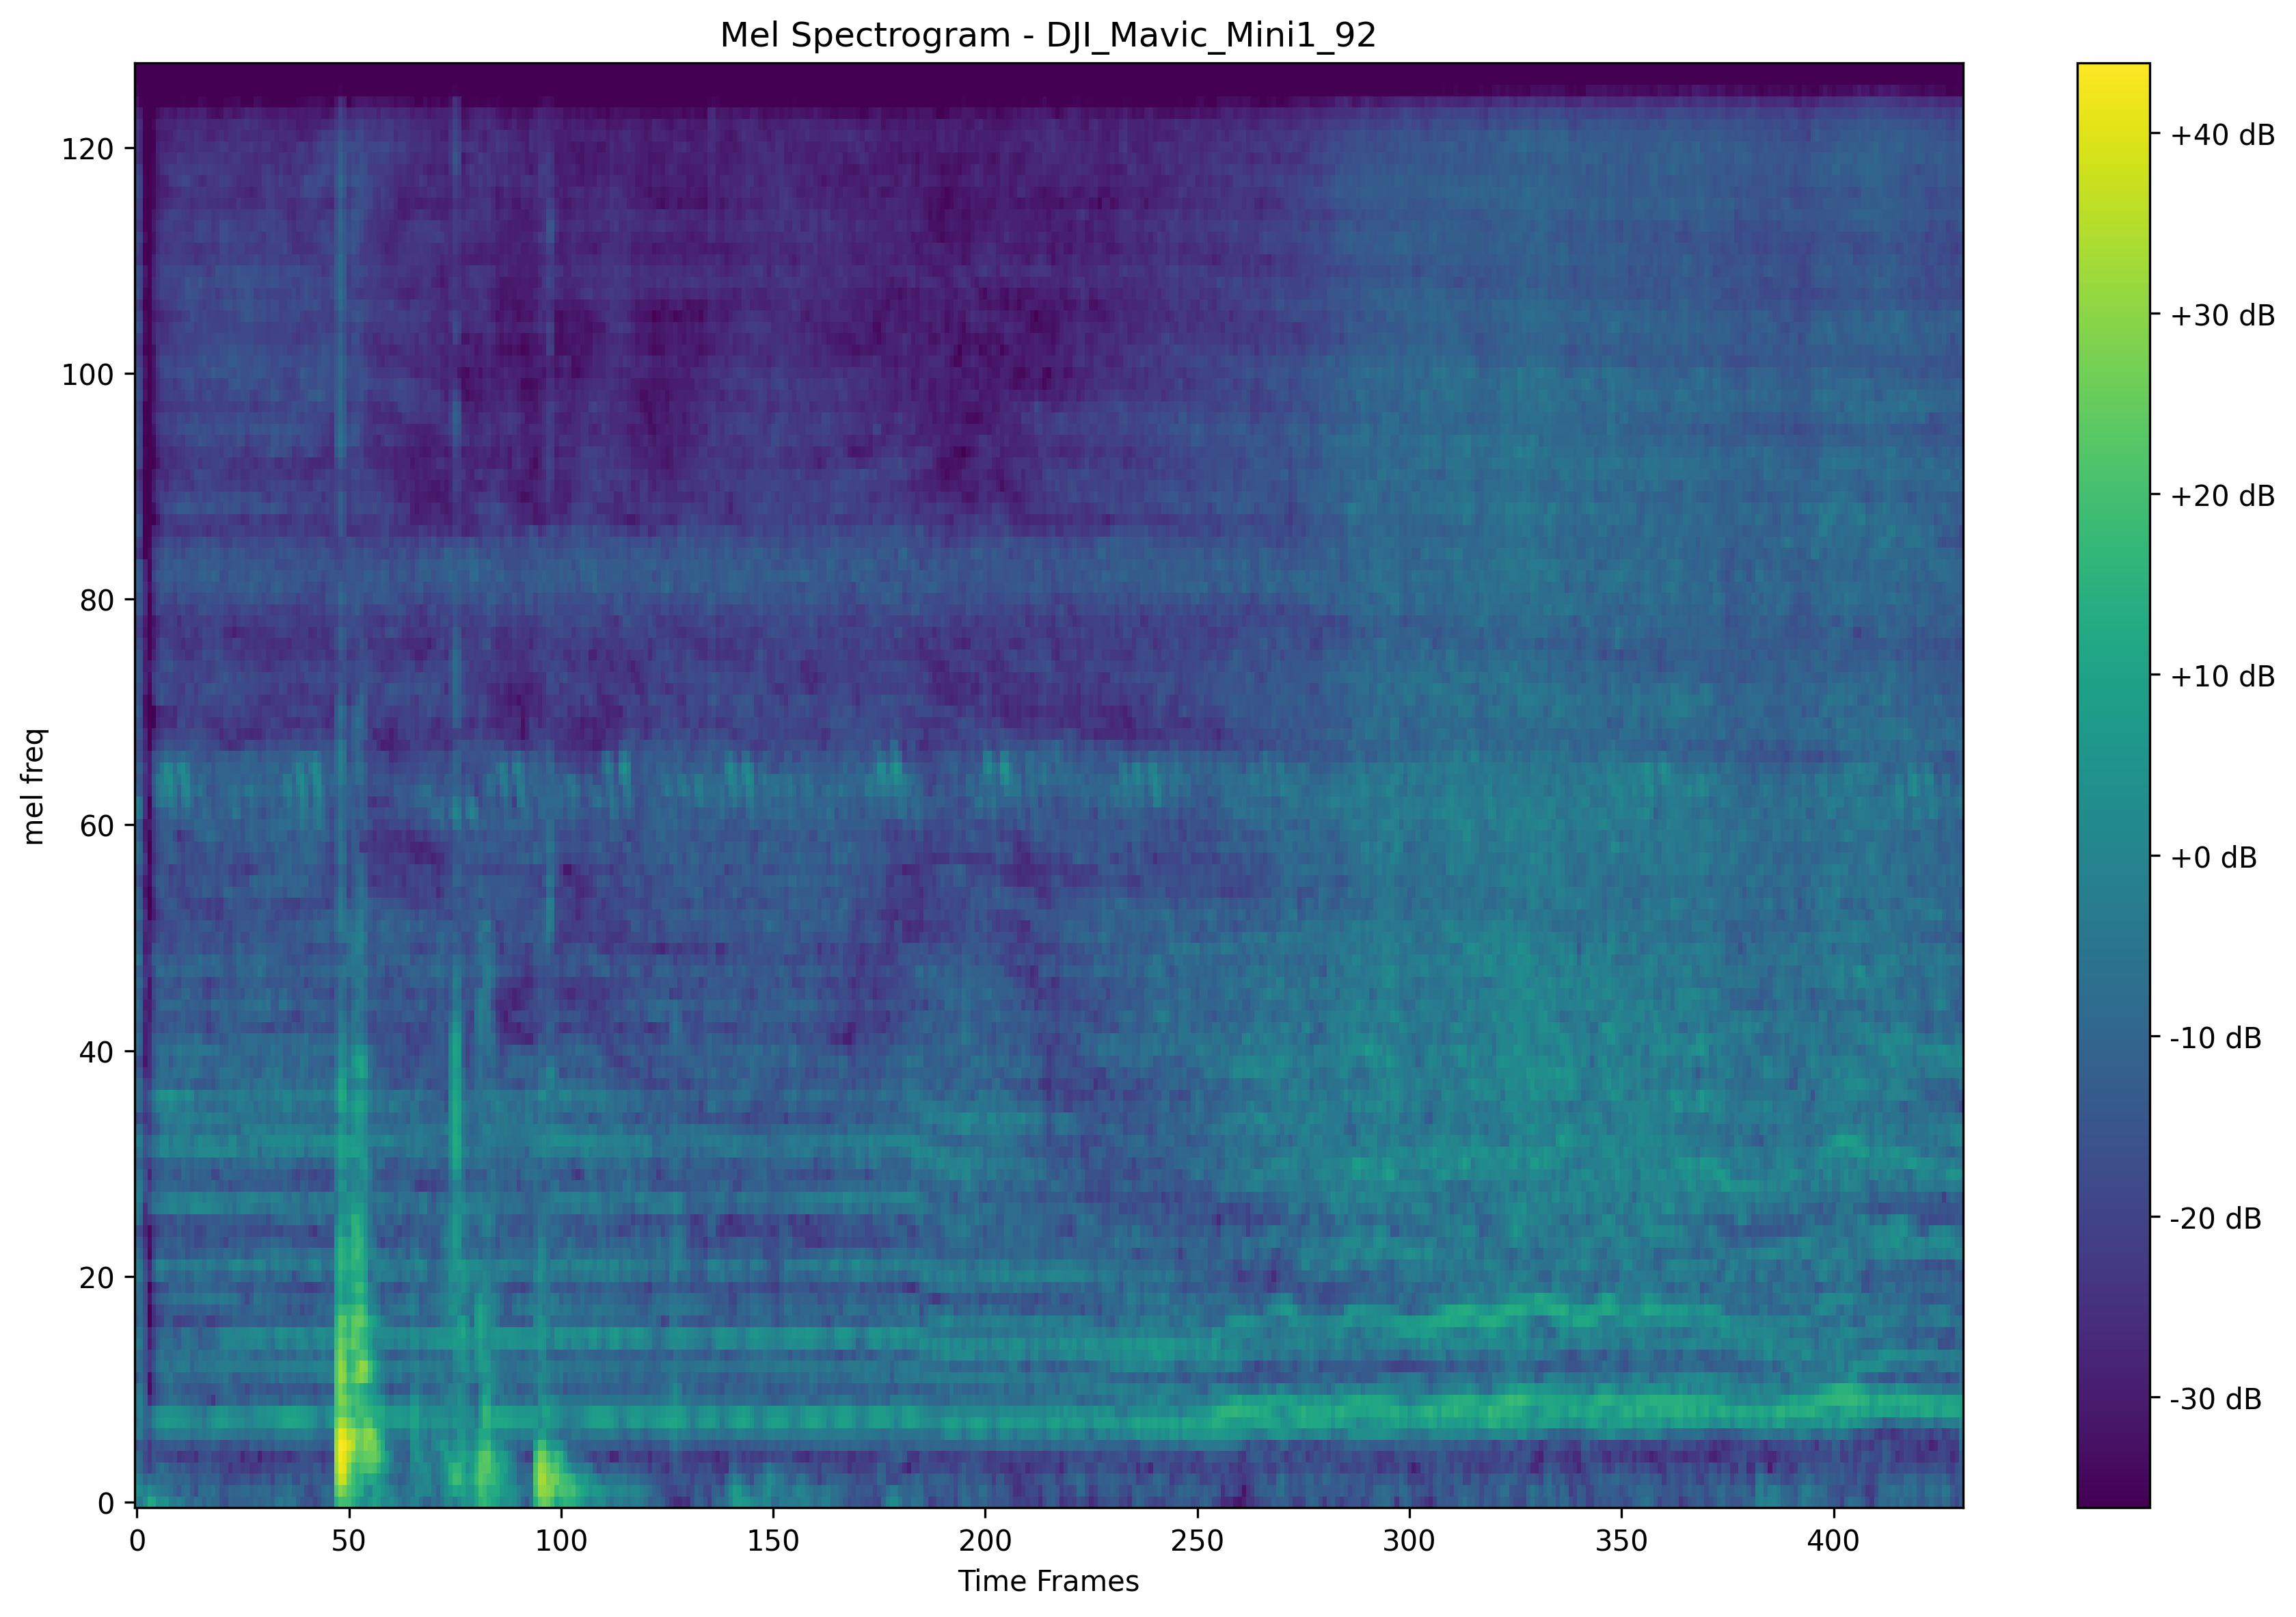 Mel Spectrogram - DJI_Mavic_Mini1_92
mel freq
120
100
80
60
40
20
0
0 50 100 150 200 250 300 350 400
Time Frames
+40 dB
+30 dB
+20 dB
+10 dB
+0 dB
-10 dB
-20 dB
-30 dB